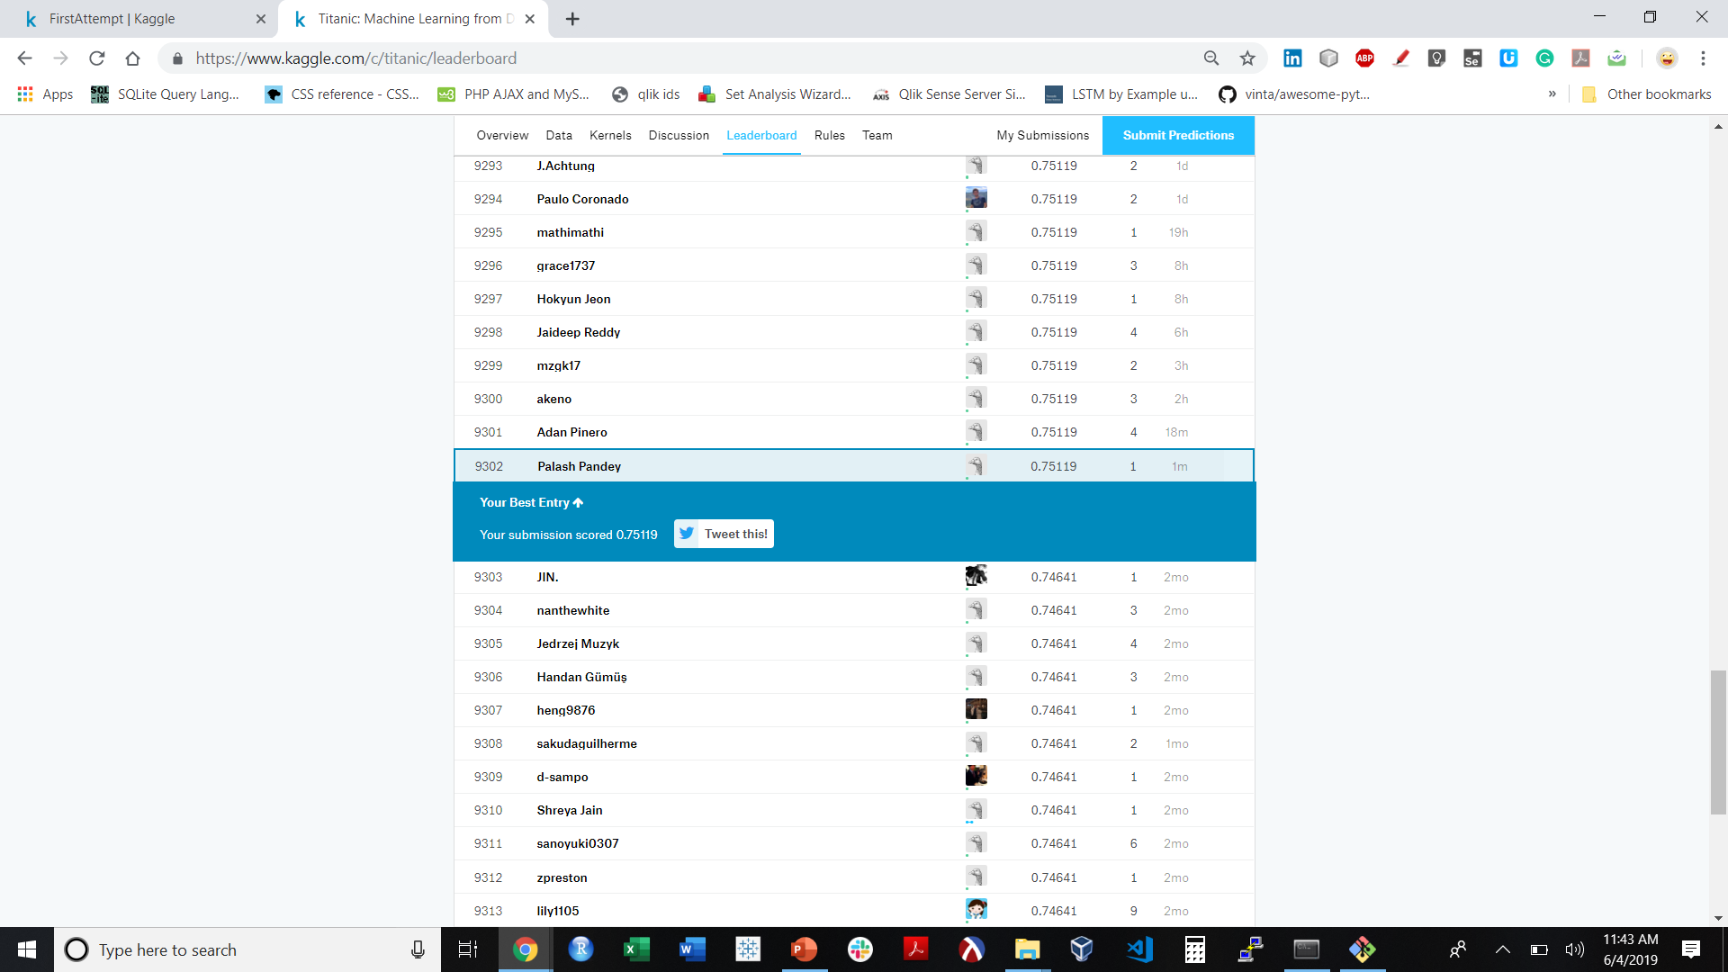 FirstAttempt | Kaggle
Titanic: Machine Learning from D
https://www.kaggle.com/c/titanic/leaderboard
Apps SQLite Query Lang... CSS reference - CSS... PHP AJAX and MyS... qlik ids Set Analysis Wizard... AXIS Qlik Sense Server Si... LSTM by Example u... vinta/awesome-pyt... » Other bookmarks
Overview Data Kernels Discussion Leaderboard Rules Team My Submissions Submit Predictions
9293 J.Achtung 0.75119 2 1d
9294 Paulo Coronado 0.75119 2 1d
9295 mathimathi 0.75119 1 19h
9296 grace1737 0.75119 3 8h
9297 Hokyun Jeon 0.75119 1 8h
9298 Jaideep Reddy 0.75119 4 6h
9299 mzgk17 0.75119 2 3h
9300 akeno 0.75119 3 2h
9301 Adan Pinero 0.75119 4 18m
9302 Palash Pandey 0.75119 1 1m
Your Best Entry
Your submission scored 0.75119 Tweet this!
9303 JIN. 0.74641 1 2mo
9304 nanthewhite 0.74641 3 2mo
9305 Jedrzej Muzyk 0.74641 4 2mo
9306 Handan Gümüş 0.74641 3 2mo
9307 heng9876 0.74641 1 2mo
9308 sakudaguilherme 0.74641 2 1mo
9309 d-sampo 0.74641 1 2mo
9310 Shreya Jain 0.74641 1 2mo
9311 sanoyuki0307 0.74641 6 2mo
9312 zpreston 0.74641 1 2mo
9313 lily1105 0.74641 9 2mo
Type here to search
11:43 AM
6/4/2019